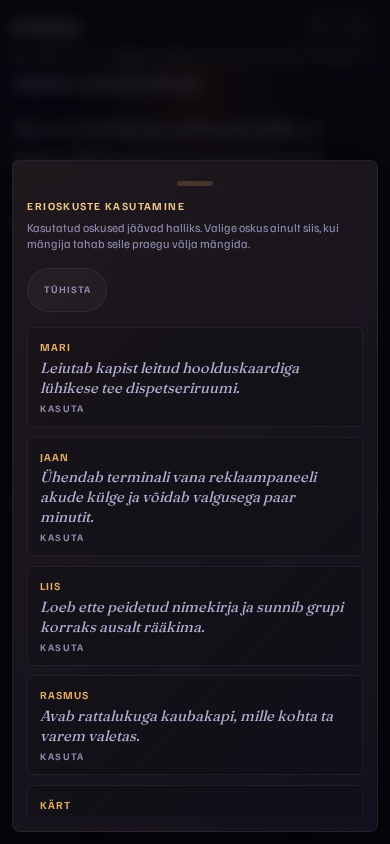 ERIOSKUSTE KASUTAMINE
Kasutatud oskused jäävad halliks. Valige oskus ainult siis, kui
mängija tahab selle praegu välja mängida.
TÜHISTA
MARI
Leiutab kapist leitud hoolduskaardiga
lühikese tee dispetseriruumi.
KASUTA
JAAN
Ühendab terminali vana reklaampaneeli
akude külge ja võidab valgusega paar
minutit.
KASUTA
LIIS
Loeb ette peidetud nimekirja ja sunnib grupi
korraks ausalt rääkima.
KASUTA
RASMUS
Avab rattalukuga kaubakapi, mille kohta ta
varem valetas.
KASUTA
KÄRT